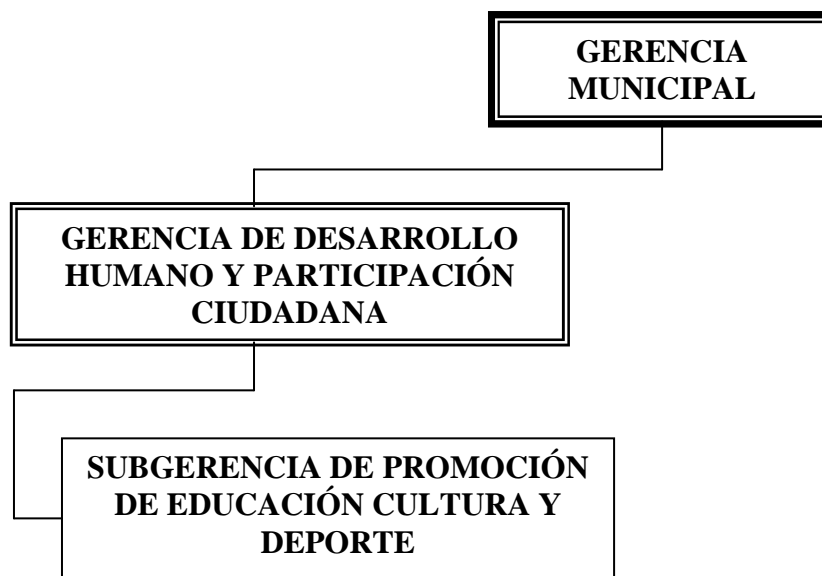 GERENCIA
MUNICIPAL
GERENCIA DE DESARROLLO
HUMANO Y PARTICIPACIÓN
CIUDADANA
SUBGERENCIA DE PROMOCIÓN
DE EDUCACIÓN CULTURA Y
DEPORTE